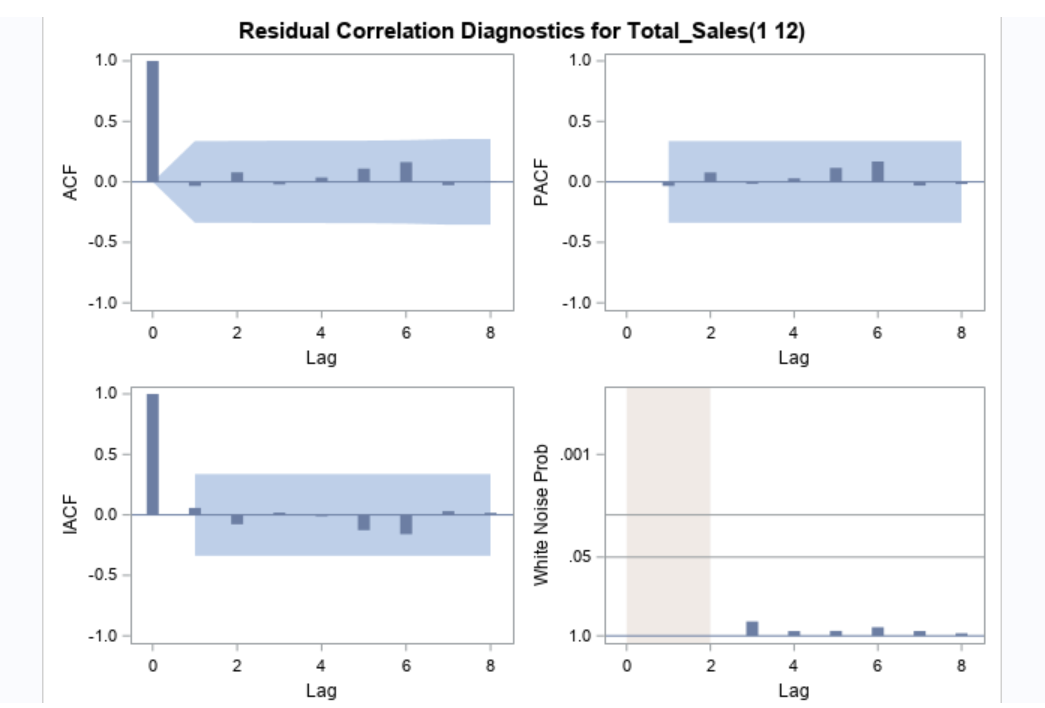 Residual Correlation Diagnostics for Total_Sales(1 12)
ACF
1.0
0.5
0.0
-0.5
-1.0
0 2 4 6 8
Lag
PACF
1.0
0.5
0.0
-0.5
-1.0
0 2 4 6 8
Lag
IACF
1.0
0.5
0.0
-0.5
-1.0
0 2 4 6 8
Lag
White Noise Prob
.001
.05
1.0
0 2 4 6 8
Lag